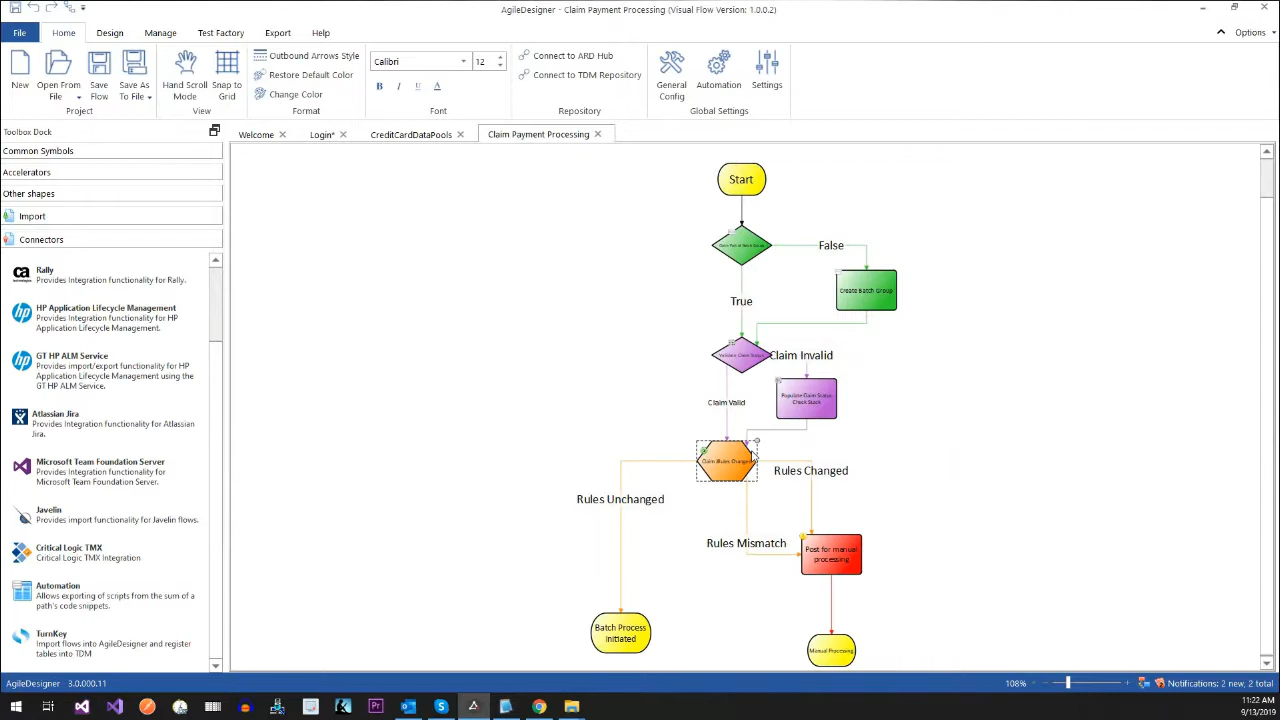 AgileDesigner - Claim Payment Processing (Visual Flow Version: 1.0.0.2)
File
Home
Design
Manage
Test Factory
Export
Help
Options
New
Open From
File
Save
Flow
Save As
To File
Project
Hand Scroll
Mode
Snap to
Grid
View
Outbound Arrows Style
Restore Default Color
Change Color
Format
Calibri
12
B I U A
Font
Connect to ARD Hub
Connect to TDM Repository
Repository
General
Config
Automation
Settings
Global Settings
Toolbox Dock
Welcome
Login*
CreditCardDataPools
Claim Payment Processing
Common Symbols
Accelerators
Other shapes
Import
Connectors
Rally
Provides Integration functionality for Rally.
HP Application Lifecycle Management
Provides Integration functionality for HP
Application Lifecycle Management.
GT HP ALM Service
Provides import/export functionality for HP
Application Lifecycle Management using the
GT HP ALM Service.
Atlassian Jira
Provides Integration functionality for Atlassian
Jira.
Microsoft Team Foundation Server
Provides Integration functionality for
Microsoft Team Foundation Server.
Javelin
Provides import functionality for Javelin flows.
Critical Logic TMX
Critical Logic TMX Integration
Automation
Allows exporting of scripts from the sum of a
path's code snippets.
TurnKey
Import flows into AgileDesigner and register
tables into TDM
Start
False
Create Batch Group
True
Validate Claim Status
Claim Invalid
Populate Claim Status
Check Stack
Claim Valid
Claim Rules Changed
Rules Changed
Rules Unchanged
Rules Mismatch
Post for manual
processing
Batch Process
Initiated
Manual Processing
AgileDesigner 3.0.000.11
108%
Notifications: 2 new, 2 total
11:22 AM
9/13/2019